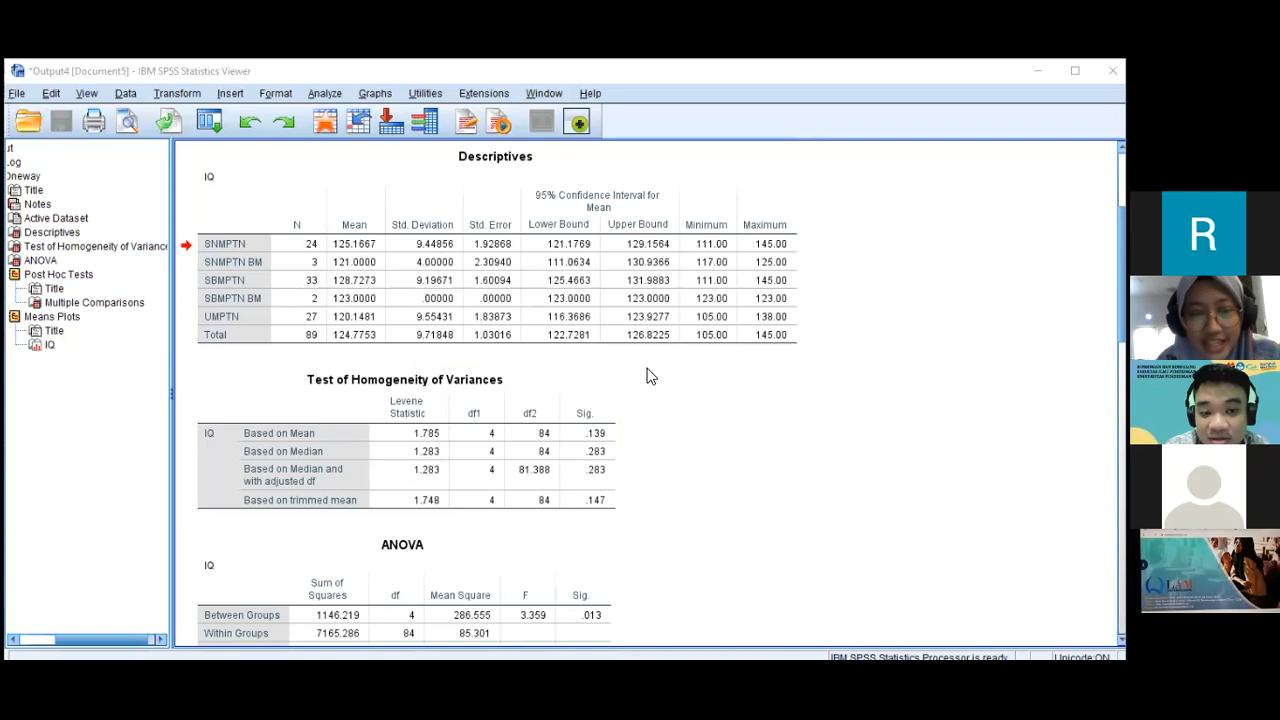 *Output4 [Document5] - IBM SPSS Statistics Viewer
File Edit View Data Transform Insert Format Analyze Graphs Utilities Extensions Window Help
ut
Log
Oneway
Title
Notes
Active Dataset
Descriptives
Test of Homogeneity of Variance
ANOVA
Post Hoc Tests
Title
Multiple Comparisons
Means Plots
Title
IQ
Descriptives
IQ
95% Confidence Interval for
Mean
N Mean Std. Deviation Std. Error Lower Bound Upper Bound Minimum Maximum
SNMPTN 24 125.1667 9.44856 1.92868 121.1769 129.1564 111.00 145.00
SNMPTN BM 3 121.0000 4.00000 2.30940 111.0634 130.9366 117.00 125.00
SBMPTN 33 128.7273 9.19671 1.60094 125.4663 131.9883 111.00 145.00
SBMPTN BM 2 123.0000 .00000 .00000 123.0000 123.0000 123.00 123.00
UMPTN 27 120.1481 9.55431 1.83873 116.3686 123.9277 105.00 138.00
Total 89 124.7753 9.71848 1.03016 122.7281 126.8225 105.00 145.00
Test of Homogeneity of Variances
Levene
Statistic df1 df2 Sig.
IQ Based on Mean 1.785 4 84 .139
Based on Median 1.283 4 84 .283
Based on Median and 1.283 4 81.388 .283
with adjusted df
Based on trimmed mean 1.748 4 84 .147
ANOVA
IQ
Sum of
Squares df Mean Square F Sig.
Between Groups 1146.219 4 286.555 3.359 .013
Within Groups 7165.286 84 85.301
IBM SPSS Statistics Processor is ready Unicode:ON
R
BIMBINGAN DAN KONSELING
FAKULTAS ILMU PENDIDIKAN